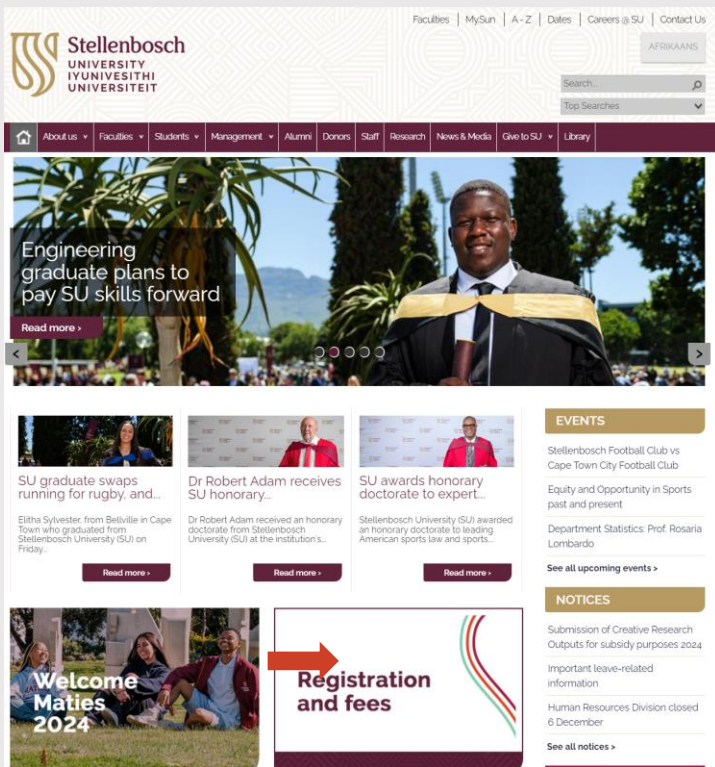 Faculties | My.Sun | A - Z | Dates | Careers @ SU | Contact Us
Stellenbosch
UNIVERSITY
IYUNIVESITHI
UNIVERSITEIT
AFRIKAANS
Search...
Top Searches
About us
Faculties
Students
Management
Alumni
Donors
Staff
Research
News & Media
Give to SU
Library
Engineering
graduate plans to
pay SU skills forward
Read more ›
SU graduate swaps
running for rugby, and...
Elitha Sylvester, from Bellville in Cape
Town who graduated from
Stellenbosch University (SU) on
Friday...
Read more ›
Dr Robert Adam receives
SU honorary...
Dr Robert Adam received an honorary
doctorate from Stellenbosch
University (SU) at the institution's...
Read more ›
SU awards honorary
doctorate to expert...
Stellenbosch University (SU) awarded
an honorary doctorate to leading
American sports law and sports...
Read more ›
EVENTS
Stellenbosch Football Club vs
Cape Town City Football Club
Equity and Opportunity in Sports
past and present
Department Statistics: Prof. Rosaria
Lombardo
See all upcoming events >
NOTICES
Submission of Creative Research
Outputs for subsidy purposes 2024
Important leave-related
information
Human Resources Division closed
6 December
See all notices >
Welcome
Maties
2024
Registration
and fees